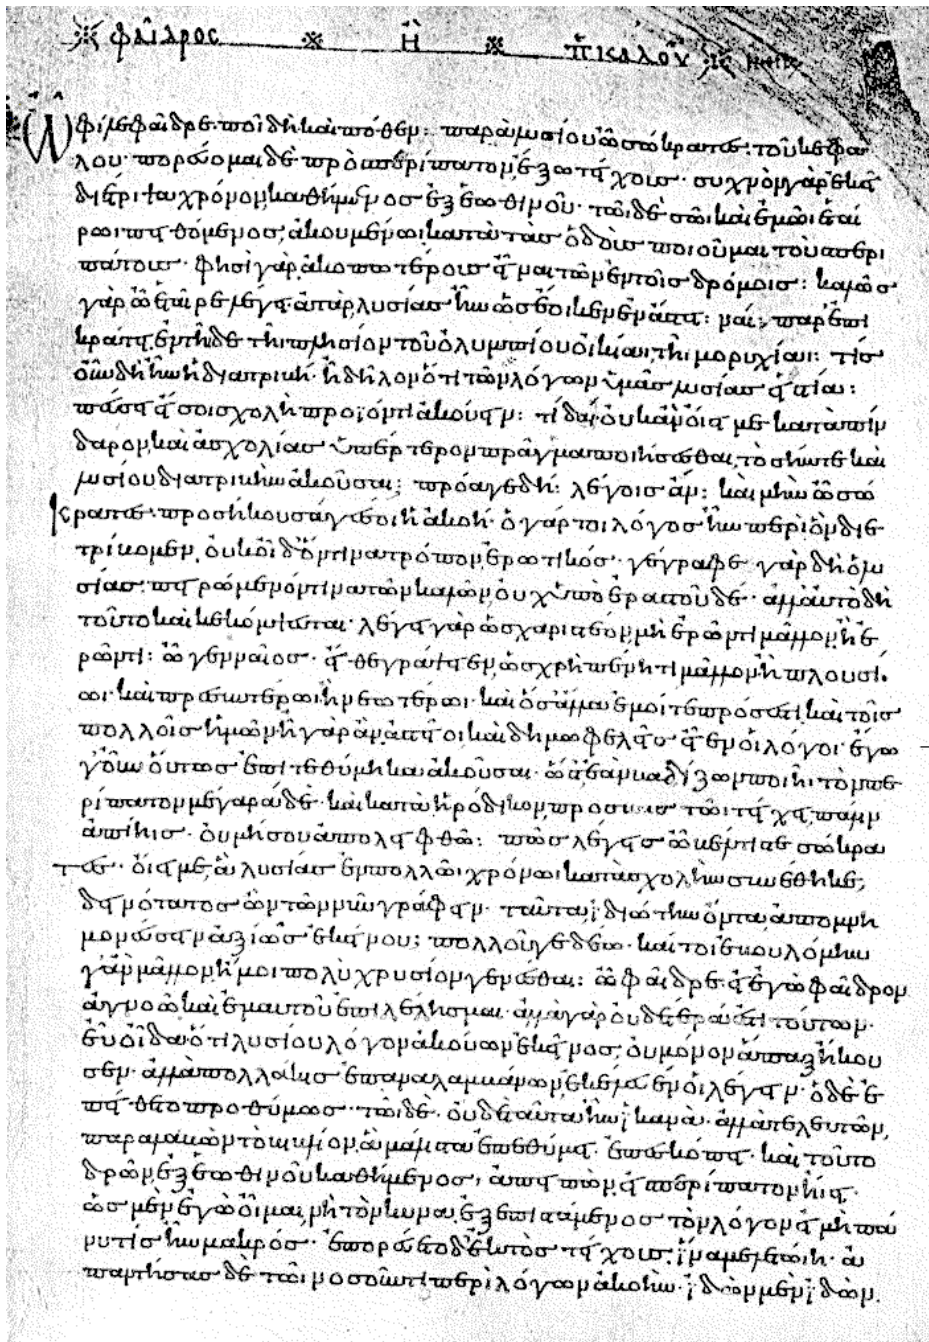 φαῖδρος ἢ π καλοῦ
Ὦ φίλε φαῖδρε· ποῖ δὴ καὶ πόθεν: παρὰ λυσίου ὦ σώκρατες· τοῦ κεφά
λου· πορεύομαι δὲ πρὸς περίπατον ἔξω τείχους· συχνὸν γὰρ ἐκεῖ
διέτριψα χρόνον καθήμενος ἐξ ἑωθινοῦ· τῶι δὲ σῶι καὶ ἐμῶι ἑταί
ρωι πειθόμενος, ἀκουμενῶι κατὰ τὰς ὁδοὺς ποιοῦμαι τοὺς περι
πάτους· φησὶ γὰρ ἀκοπωτέρους εἶναι τῶν ἐν τοῖς δρόμοις: καλῶς
γὰρ ὦ ἑταῖρε λέγει· ἀτὰρ λυσίας ἦν ὡς ἔοικεν ἐν ἄστει: ναί· παρ' ἐπι
κράτει ἐν τῆιδε τῆι πλησίον τοῦ ὀλυμπίου οἰκίαι τῆι μορυχίαι: τίς
οὖν δὴ ἦν ἡ διατριβή· ἢ δῆλον ὅτι τῶν λόγων ὑμᾶς λυσίας εἱστία:
πεύσει εἴ σοι σχολὴ προϊόντι ἀκούειν: τί δαί; οὐκ ἂν οἴει με κατὰ πίν
δαρον καὶ ἀσχολίας ὑπέρτερον πρᾶγμα ποιήσεσθαι, τὸ σήν τε καὶ
λυσίου διατριβὴν ἀκοῦσαι; πρόαγε δή: λέγοις ἄν: καὶ μὴν ὦ σώ
κρατες· προσήκουσά γέ σοι ἡ ἀκοή· ὁ γάρ τοι λόγος ἦν περὶ ὃν διε
τρίβομεν, οὐκ οἶδ' ὅντινα τρόπον ἐρωτικός· γέγραφε γὰρ δὴ ὁ λυ
σίας· πειρώμενόν τινα τῶν καλῶν, οὐχ ὑπὸ ἐραστοῦ δέ· ἀλλ' αὐτὸ δὴ
τοῦτο καὶ κεκόμψευται· λέγει γὰρ ὡς χαριστέον μὴ ἐρῶντι μᾶλλον ἢ ἐ
ρῶντι: ὢ γενναῖος· εἴθε γράψειεν ὡς χρὴ πένητι μᾶλλον ἢ πλουσί
ωι· καὶ πρεσβυτέρωι ἢ νεωτέρωι· καὶ ὅσα ἄλλα ἐμοί τε πρόσεστι καὶ τοῖς
πολλοῖς ἡμῶν· ἦ γὰρ ἂν ἀστεῖοι καὶ δημωφελεῖς εἶεν οἱ λόγοι· ἔγω
γ' οὖν οὕτως ἐπιτεθύμηκα ἀκοῦσαι· ὥστ' ἐὰν βαδίζων ποιῆι τὸν πε
ρίπατον μέγαράδε· καὶ κατὰ ἡρόδικον προσβὰς τῶι τείχει πάλιν
ἀπίηις· οὐ μή σου ἀπολειφθῶ: πῶς λέγεις ὦ βέλτιστε σώκρα
τες· οἴει με, ἃ λυσίας ἐν πολλῶι χρόνωι κατὰ σχολὴν συνέθηκε,
δεινότατος ὢν τῶν νῦν γράφειν· ταῦτα ἰδιώτην ὄντα ἀπομνη
μονεύσειν ἀξίως ἐκείνου; πολλοῦ γε δέω· καί τοι ἐβουλόμην
γ' ἂν μᾶλλον ἤ μοι πολὺ χρυσίον γενέσθαι: ὦ φαῖδρε· εἰ ἐγὼ φαῖδρον
ἀγνοῶ καὶ ἐμαυτοῦ ἐπιλέλησμαι· ἀλλὰ γὰρ οὐδέτερά ἐστι τούτων·
εὖ οἶδα ὅτι λυσίου λόγον ἀκούων ἐκεῖνος, οὐ μόνον ἅπαξ ἤκου
σεν· ἀλλὰ πολλάκις ἐπαναλαμβάνων ἐκέλευέν οἱ λέγειν· ὁ δὲ ἐ
πείθετο προθύμως· τῶι δὲ· οὐδὲ ταῦτα ἦν ἱκανά· ἀλλὰ τελευτῶν,
παραλαβὼν τὸ βιβλίον ἃ μάλιστα ἐπεθύμει· ἐπεσκόπει· καὶ τοῦτο
δρῶν, ἐξ ἑωθινοῦ καθήμενος, ἀπειπὼν εἰς περίπατον ἤιει·
ὡς μὲν ἐγὼ οἶμαι, νὴ τὸν κύνα, ἐξεπιστάμενος τὸν λόγον εἰ μὴ πά
νυ τίς ἦν μακρός· ἐπορεύετο δὲ ἐκτὸς τείχους, ἵνα μελετώιη· ἀ
παντήσας δὲ τῶι νοσοῦντι περὶ λόγων ἀκοήν· ἰδὼν μὲν ἰδών.